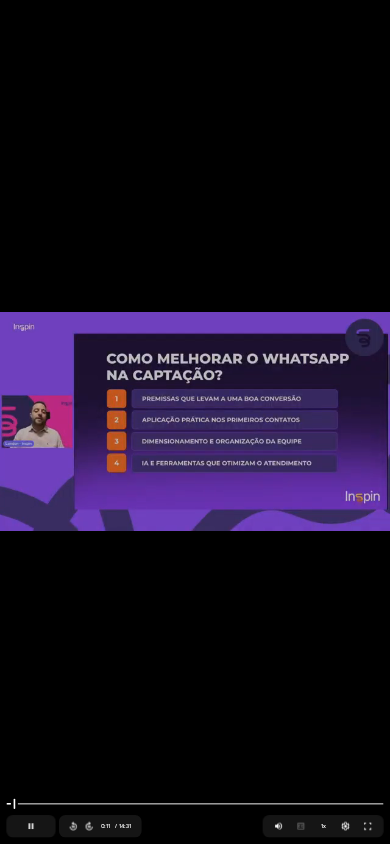 Inspin
COMO MELHORAR O WHATSAPP
NA CAPTAÇÃO?
1 PREMISSAS QUE LEVAM A UMA BOA CONVERSÃO
2 APLICAÇÃO PRÁTICA NOS PRIMEIROS CONTATOS
3 DIMENSIONAMENTO E ORGANIZAÇÃO DA EQUIPE
4 IA E FERRAMENTAS QUE OTIMIZAM O ATENDIMENTO
Inspin
0:11 / 14:31 1x